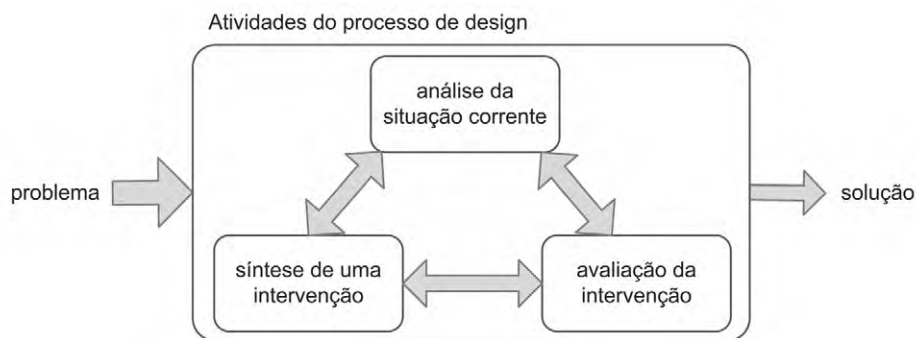 Atividades do processo de design
análise da
situação corrente
problema
solução
síntese de uma
intervenção
avaliação da
intervenção